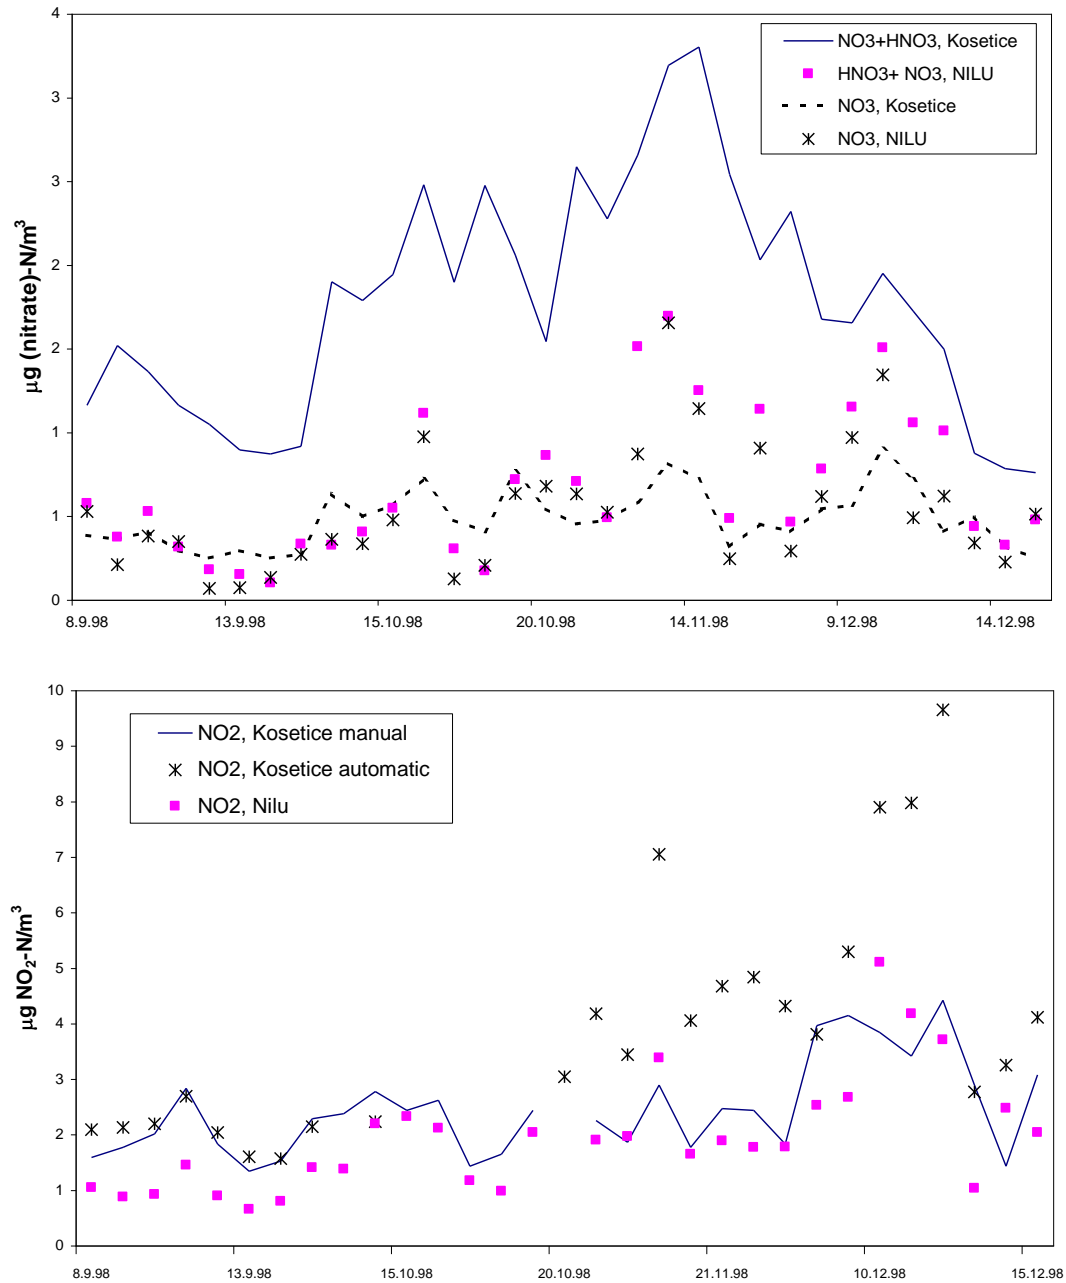 4
3
3
2
2
1
1
0
µg (nitrate)-N/m³
NO3+HNO3, Kosetice
HNO3+ NO3, NILU
NO3, Kosetice
NO3, NILU
8.9.98 13.9.98 15.10.98 20.10.98 14.11.98 9.12.98 14.12.98
10
9
8
7
6
5
4
3
2
1
0
µg NO₂-N/m³
NO2, Kosetice manual
NO2, Kosetice automatic
NO2, Nilu
8.9.98 13.9.98 15.10.98 20.10.98 21.11.98 10.12.98 15.12.98